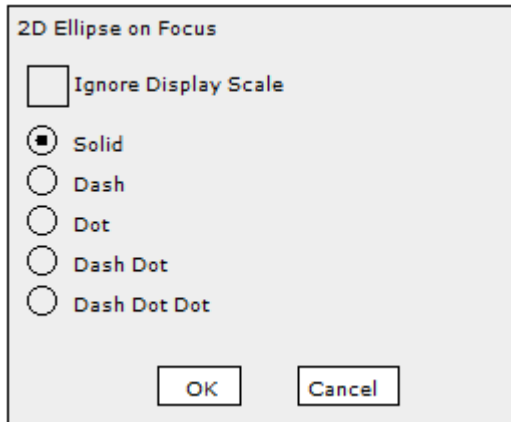 2D Ellipse on Focus
Ignore Display Scale
Solid
Dash
Dot
Dash Dot
Dash Dot Dot
OK Cancel